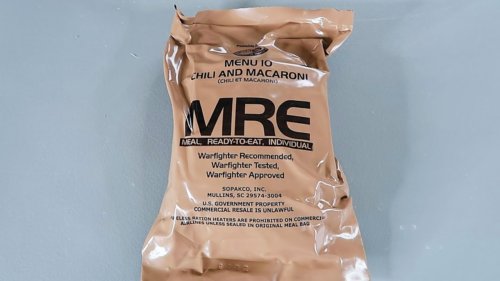 MENU 10
CHILI AND MACARONI
(CHILI ET MACARONI)
MRE
MEAL, READY-TO-EAT, INDIVIDUAL
Warfighter Recommended,
Warfighter Tested,
Warfighter Approved
SOPAKCO, INC.
MULLINS, SC 29574-3004
U.S. GOVERNMENT PROPERTY
COMMERCIAL RESALE IS UNLAWFUL
RATION HEATERS ARE PROHIBITED ON COMMERCIAL
AIRLINES UNLESS SEALED IN ORIGINAL MEAL BAG